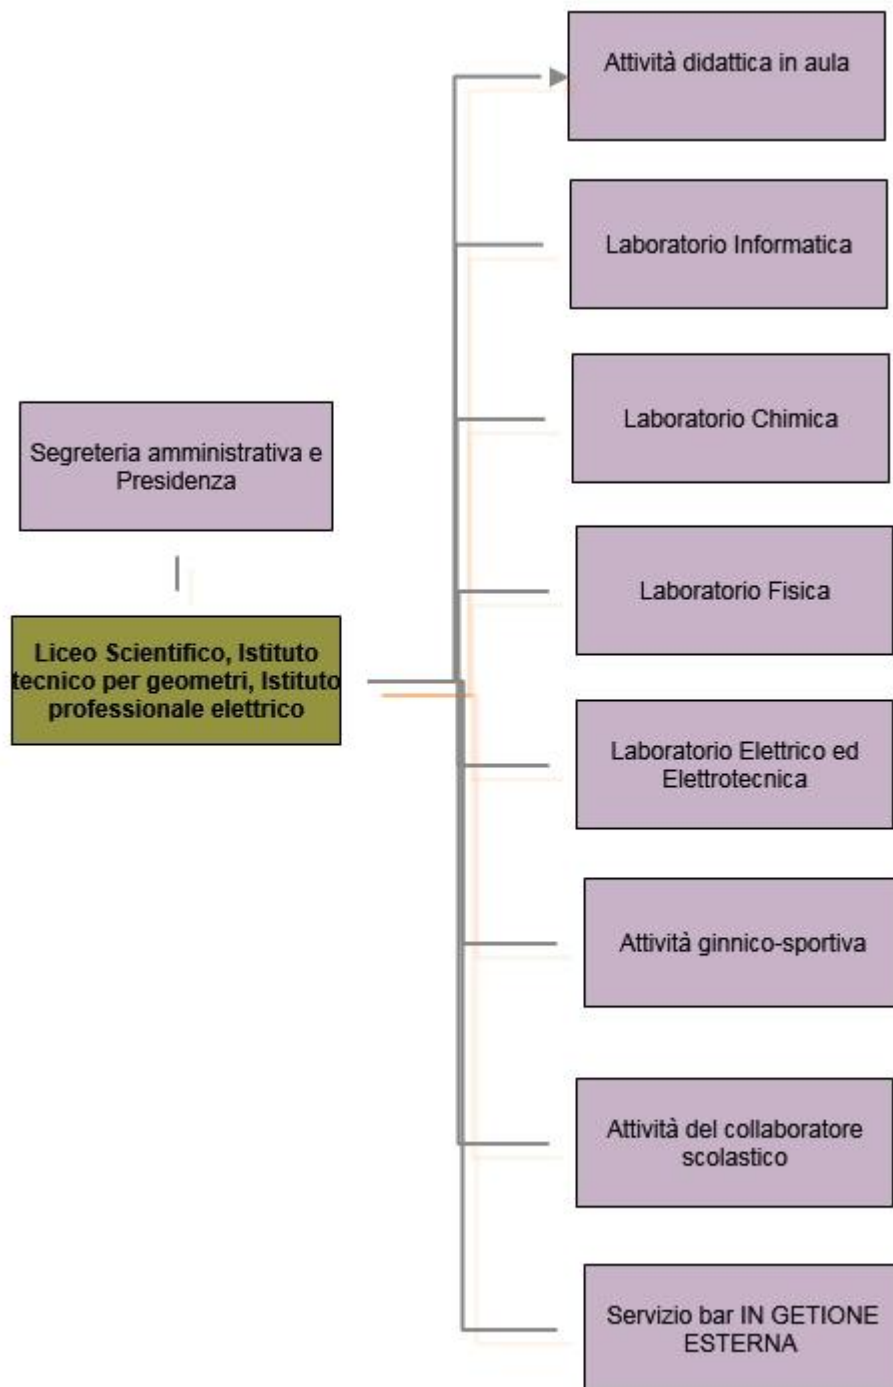 Attività didattica in aula
Laboratorio Informatica
Laboratorio Chimica
Segreteria amministrativa e
Presidenza
Laboratorio Fisica
Liceo Scientifico, Istituto
tecnico per geometri, Istituto
professionale elettrico
Laboratorio Elettrico ed
Elettrotecnica
Attività ginnico-sportiva
Attività del collaboratore
scolastico
Servizio bar IN GETIONE
ESTERNA